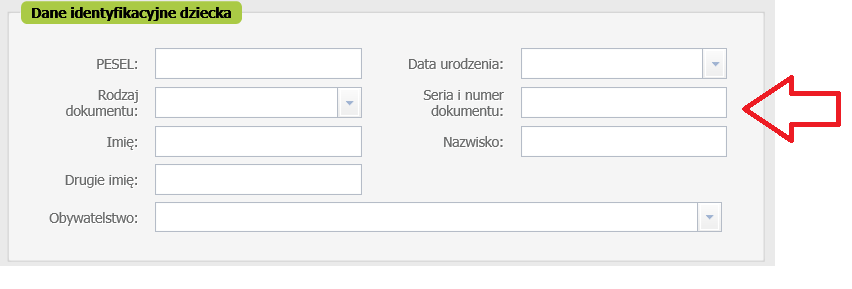 Dane identyfikacyjne dziecka
PESEL:
Data urodzenia:
Rodzaj
dokumentu:
Seria i numer
dokumentu:
Imię:
Nazwisko:
Drugie imię:
Obywatelstwo: